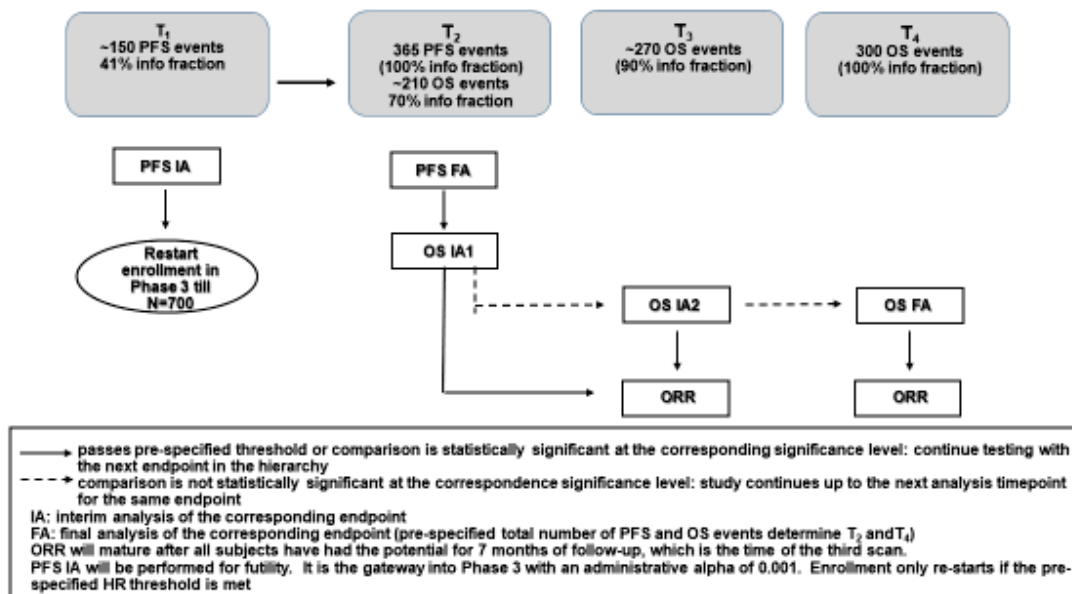 T1
~150 PFS events
41% info fraction
T2
365 PFS events
(100% info fraction)
~210 OS events
70% info fraction
T3
~270 OS events
(90% info fraction)
T4
300 OS events
(100% info fraction)
PFS IA
PFS FA
Restart
enrollment in
Phase 3 till
N=700
OS IA1
OS IA2
OS FA
ORR
ORR
passes pre-specified threshold or comparison is statistically significant at the corresponding significance level: continue testing with
the next endpoint in the hierarchy
comparison is not statistically significant at the correspondence significance level: study continues up to the next analysis timepoint
for the same endpoint
IA: interim analysis of the corresponding endpoint
FA: final analysis of the corresponding endpoint (pre-specified total number of PFS and OS events determine T2 and T4)
ORR will mature after all subjects have had the potential for 7 months of follow-up, which is the time of the third scan.
PFS IA will be performed for futility. It is the gateway into Phase 3 with an administrative alpha of 0.001. Enrollment only re-starts if the pre-
specified HR threshold is met